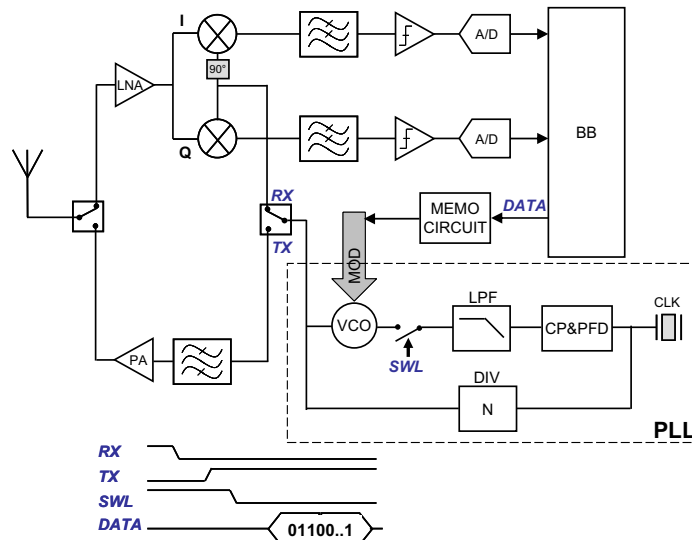 I
LNA
90°
A/D
Q
A/D
BB
RX
TX
MEMO
CIRCUIT
DATA
MOD
LPF
CLK
VCO
CP&PFD
SWL
PA
DIV
N
PLL
RX
TX
SWL
DATA
01100..1